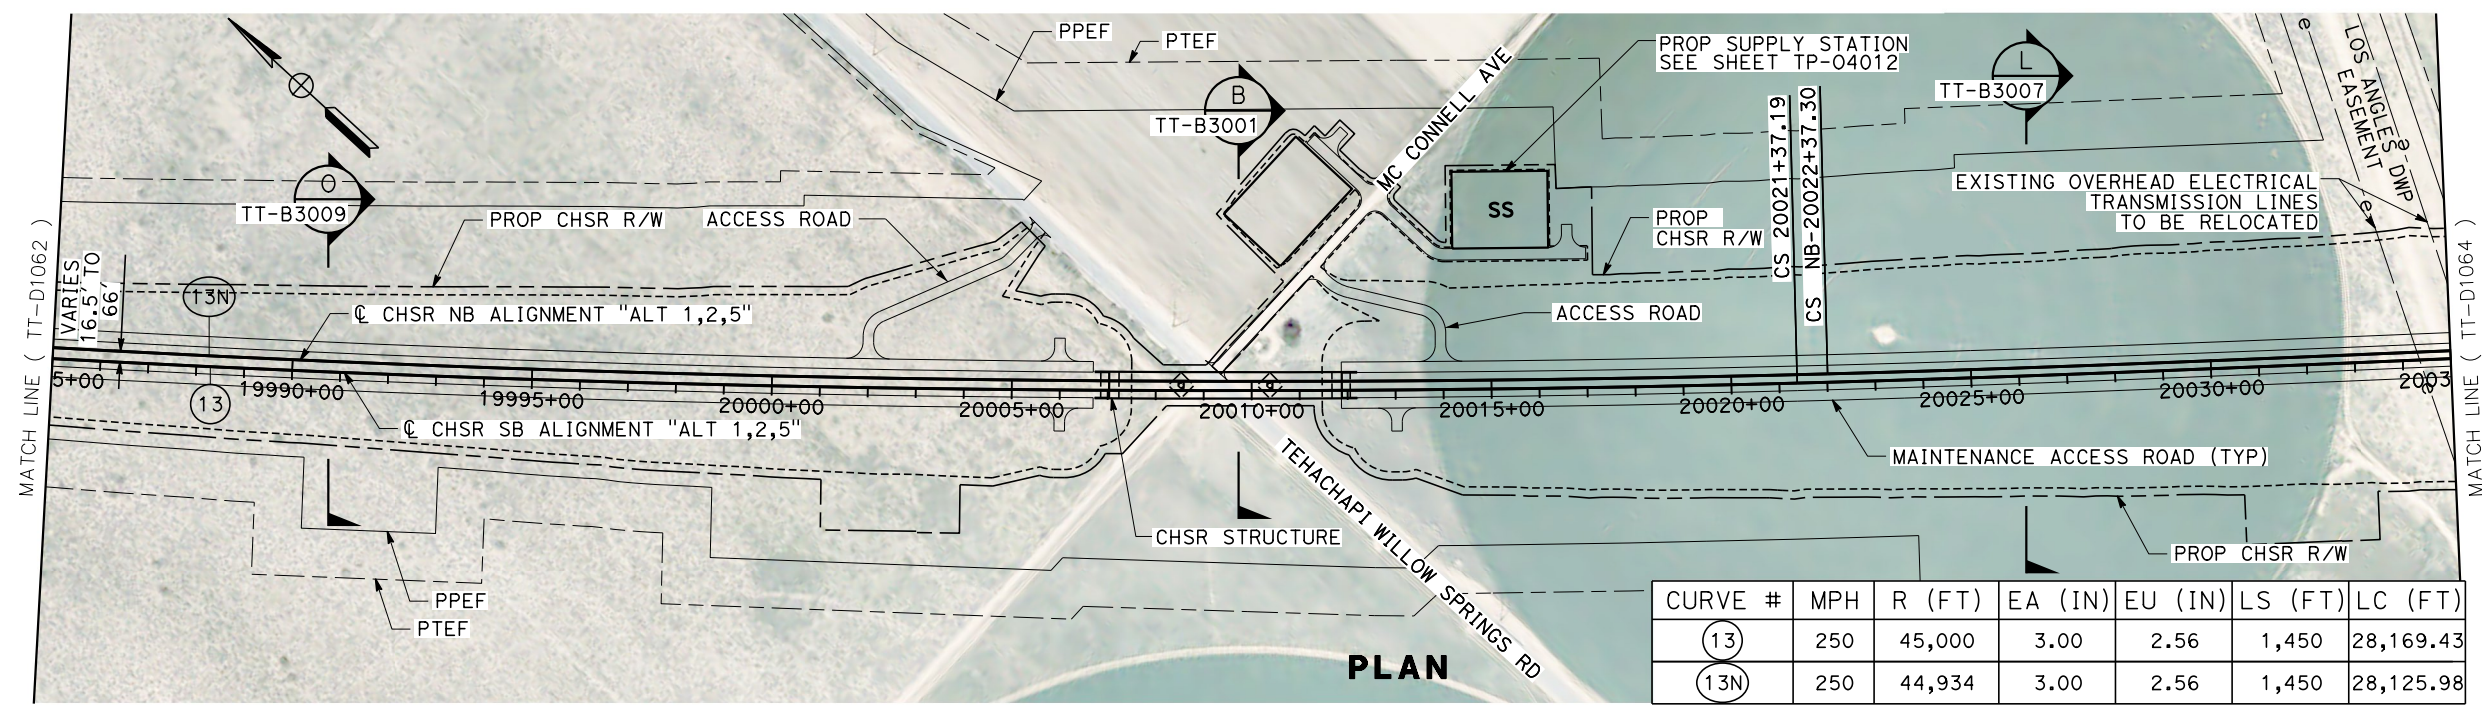 PPEF
PTEF
MC CONNELL AVE
PROP SUPPLY STATION
SEE SHEET TP-04012
L
TT-B3007
LOS ANGLES DWP
EASEMENT
e
e
e
e
B
TT-B3001
CS 20021+37.19
CS NB-20022+37.30
O
TT-B3009
PROP CHSR R/W
ACCESS ROAD
SS
PROP
CHSR R/W
EXISTING OVERHEAD ELECTRICAL
TRANSMISSION LINES
TO BE RELOCATED
MATCH LINE ( TT-D1062 )
VARIES
16.5' TO
66'
13N
℄ CHSR NB ALIGNMENT "ALT 1,2,5"
ACCESS ROAD
MATCH LINE ( TT-D1064 )
5+00
19990+00
19995+00
20000+00
20005+00
20010+00
20015+00
20020+00
20025+00
20030+00
2003
13
℄ CHSR SB ALIGNMENT "ALT 1,2,5"
MAINTENANCE ACCESS ROAD (TYP)
TEHACHAPI WILLOW SPRINGS RD
CHSR STRUCTURE
PROP CHSR R/W
PPEF
PTEF
PLAN
CURVE # MPH R (FT) EA (IN) EU (IN) LS (FT) LC (FT)
13 250 45,000 3.00 2.56 1,450 28,169.43
13N 250 44,934 3.00 2.56 1,450 28,125.98